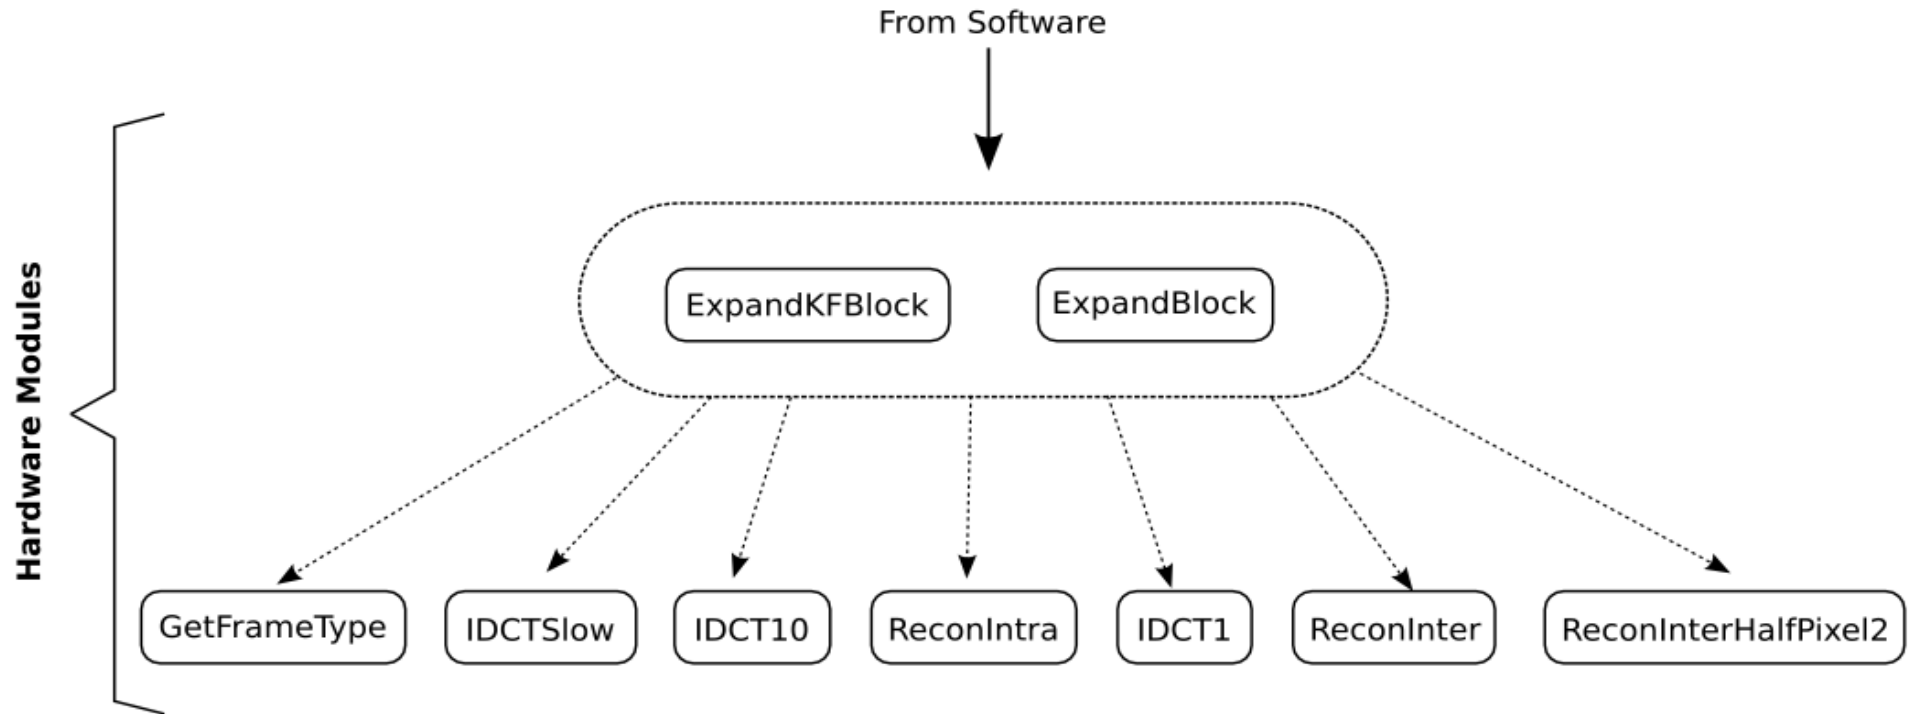 From Software
Hardware Modules
ExpandKFBlock
ExpandBlock
GetFrameType
IDCTSlow
IDCT10
ReconIntra
IDCT1
ReconInter
ReconInterHalfPixel2